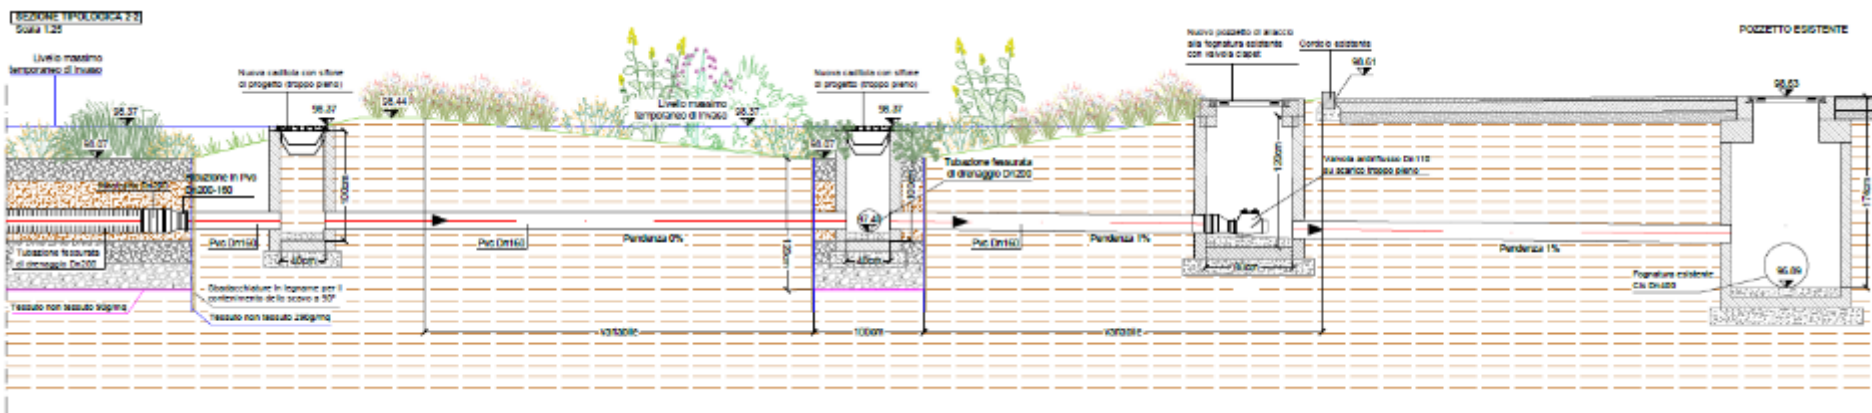 SEZIONE TIPOLOGICA 2-2
Scala 1:25
Livello massimo
temporaneo di invaso
98.37
98.07
Tubazione in PVC
Dn200-160
Tubazione fessurata
di drenaggio Dn200
Tessuto non tessuto 90g/mq
Pvc Dn160
Sbadacchiature in legname per il
contenimento dello scavo a 90°
Tessuto non tessuto 290g/mq
Nuova caditoia con sifone
di progetto (troppo pieno)
98.37
100cm
40cm
98.44
Pvc Dn160
Pendenza 0%
Livello massimo
temporaneo di invaso
98.37
Nuova caditoia con sifone
di progetto (troppo pieno)
98.37
98.07
Tubazione fessurata
di drenaggio Dn200
40cm
Pvc Dn160
Pendenza 1%
variabile
100cm
variabile
Nuovo pozzetto di allaccio
alla fognatura esistente
con valvola clapet
Cordolo esistente
98.61
120cm
Valvola antiriflusso Dn110
su scarico troppo pieno
Pendenza 1%
POZZETTO ESISTENTE
98.63
Fognatura esistente
Cls Dn400
96.89